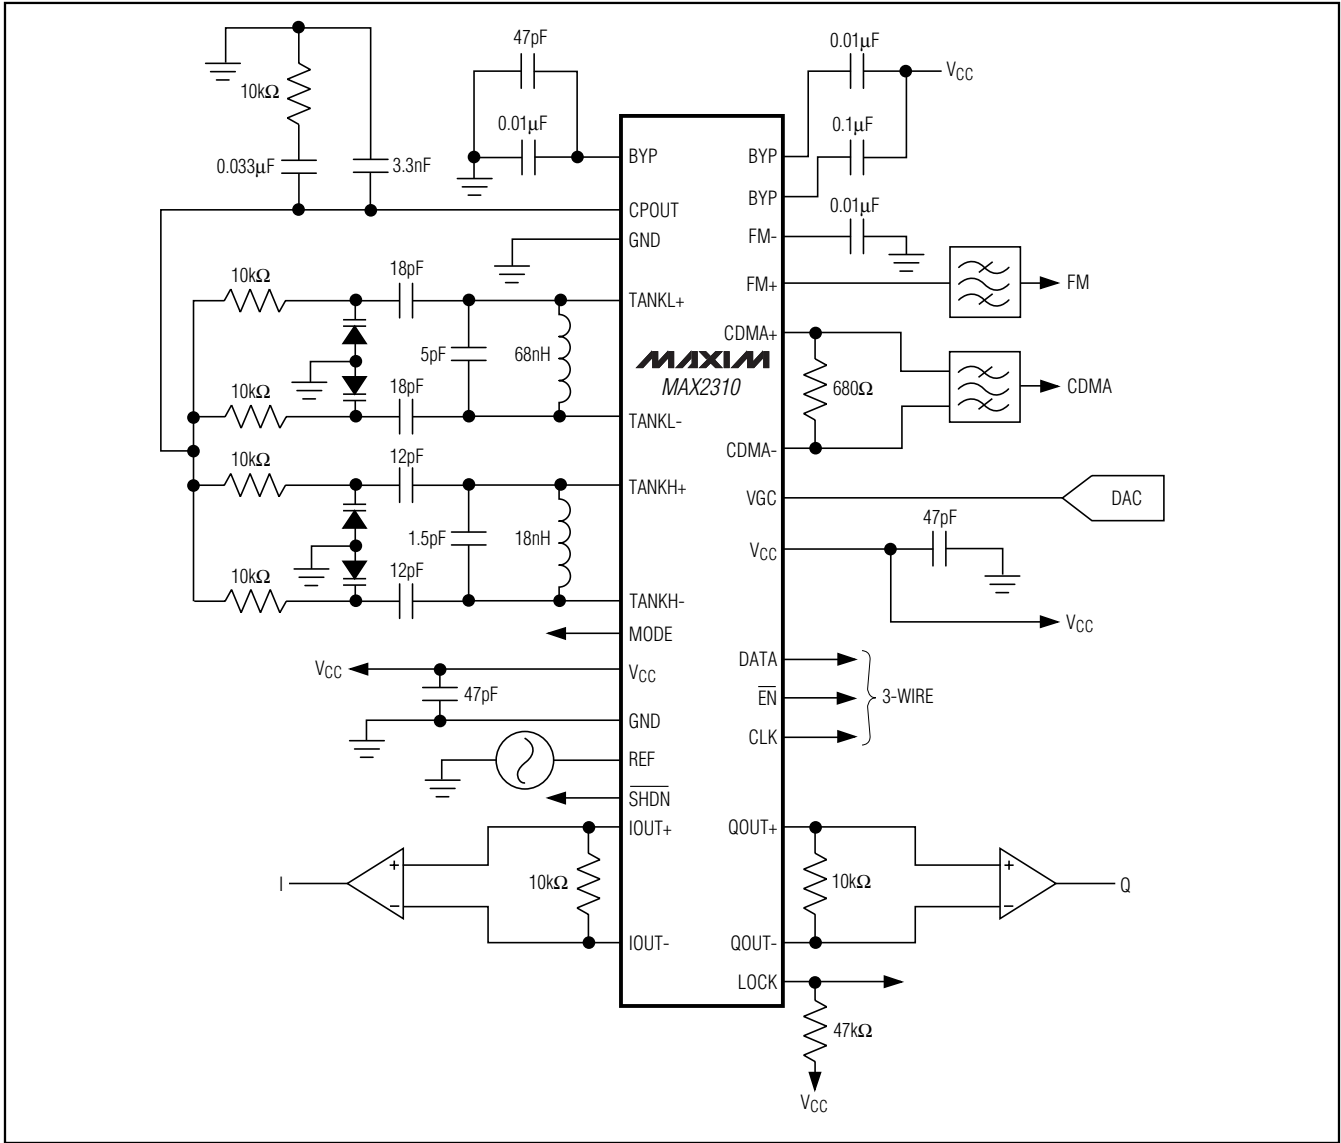 47pF
0.01µF
VCC
10kΩ
0.01µF
0.1µF
0.033µF
3.3nF
BYP
BYP
BYP
CPOUT
0.01µF
GND
FM-
10kΩ
18pF
FM+
FM
TANKL+
CDMA+
5pF
68nH
MAXIM
MAX2310
680Ω
CDMA
10kΩ
18pF
TANKL-
CDMA-
10kΩ
12pF
TANKH+
VGC
DAC
47pF
1.5pF
18nH
VCC
10kΩ
12pF
TANKH-
MODE
VCC
DATA
VCC
VCC
47pF
EN
3-WIRE
GND
CLK
REF
SHDN
IOUT+
QOUT+
+
+
I
10kΩ
10kΩ
Q
−
−
IOUT-
QOUT-
LOCK
47kΩ
VCC